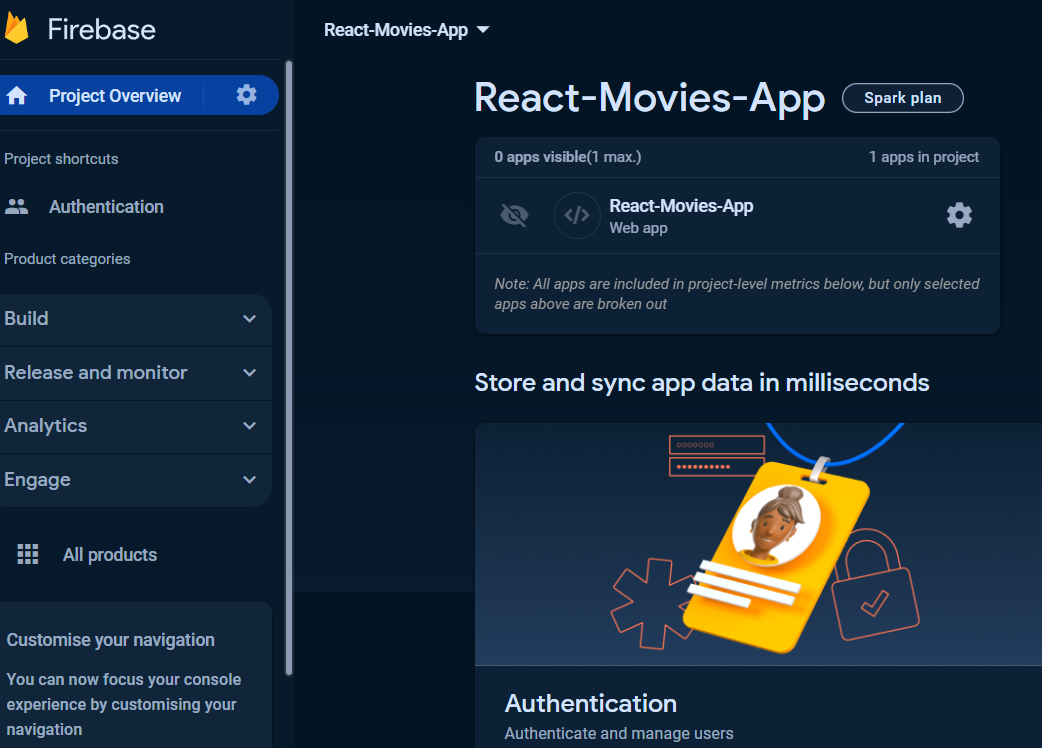 Firebase
Project Overview
Project shortcuts
Authentication
Product categories
Build
Release and monitor
Analytics
Engage
All products
Customise your navigation
You can now focus your console
experience by customising your
navigation
React-Movies-App
React-Movies-App
Spark plan
0 apps visible(1 max.)
1 apps in project
React-Movies-App
Web app
Note: All apps are included in project-level metrics below, but only selected
apps above are broken out
Store and sync app data in milliseconds
Authentication
Authenticate and manage users